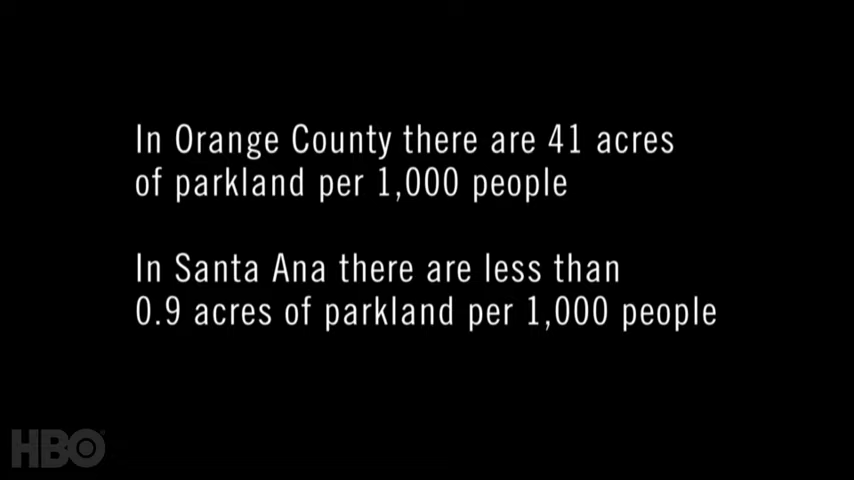 In Orange County there are 41 acres
of parkland per 1,000 people
In Santa Ana there are less than
0.9 acres of parkland per 1,000 people
HBO